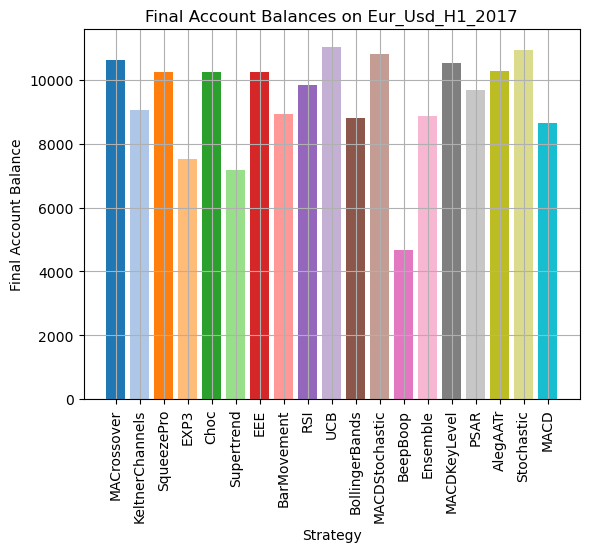 Final Account Balances on Eur_Usd_H1_2017
Final Account Balance
10000
8000
6000
4000
2000
0
MACrossover
KeltnerChannels
SqueezePro
EXP3
Choc
Supertrend
EEE
BarMovement
RSI
UCB
BollingerBands
MACDStochastic
BeepBoop
Ensemble
MACDKeyLevel
PSAR
AlegAATr
Stochastic
MACD
Strategy